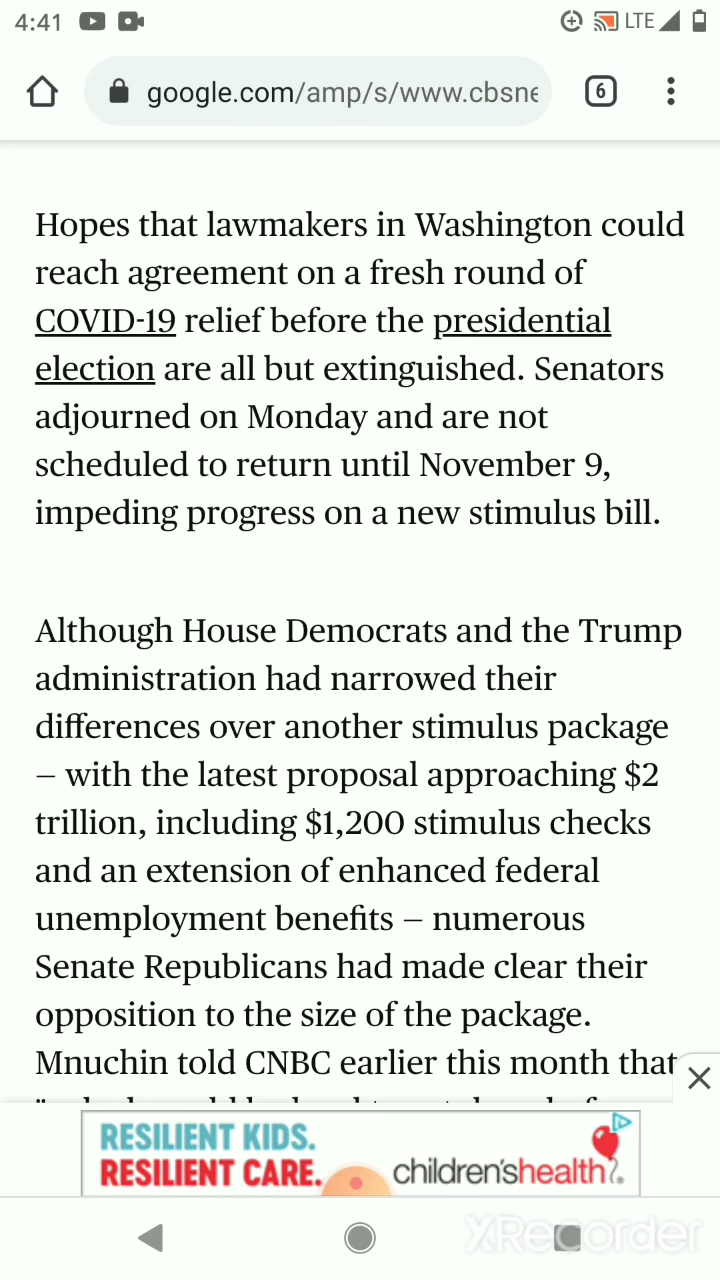 4:41 LTE
google.com/amp/s/www.cbsne 6
Hopes that lawmakers in Washington could
reach agreement on a fresh round of
COVID-19 relief before the presidential
election are all but extinguished. Senators
adjourned on Monday and are not
scheduled to return until November 9,
impeding progress on a new stimulus bill.
Although House Democrats and the Trump
administration had narrowed their
differences over another stimulus package
— with the latest proposal approaching $2
trillion, including $1,200 stimulus checks
and an extension of enhanced federal
unemployment benefits — numerous
Senate Republicans had made clear their
opposition to the size of the package.
Mnuchin told CNBC earlier this month that
RESILIENT KIDS.
RESILIENT CARE.
children'shealth
XRecorder